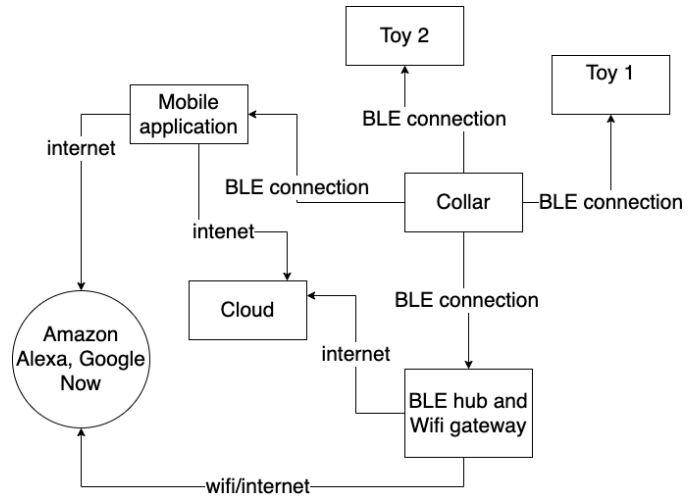 Toy 2
Toy 1
Mobile
application
BLE connection
internet
BLE connection
Collar
BLE connection
intenet
Cloud
BLE connection
Amazon
Alexa, Google
Now
internet
BLE hub and
Wifi gateway
wifi/internet